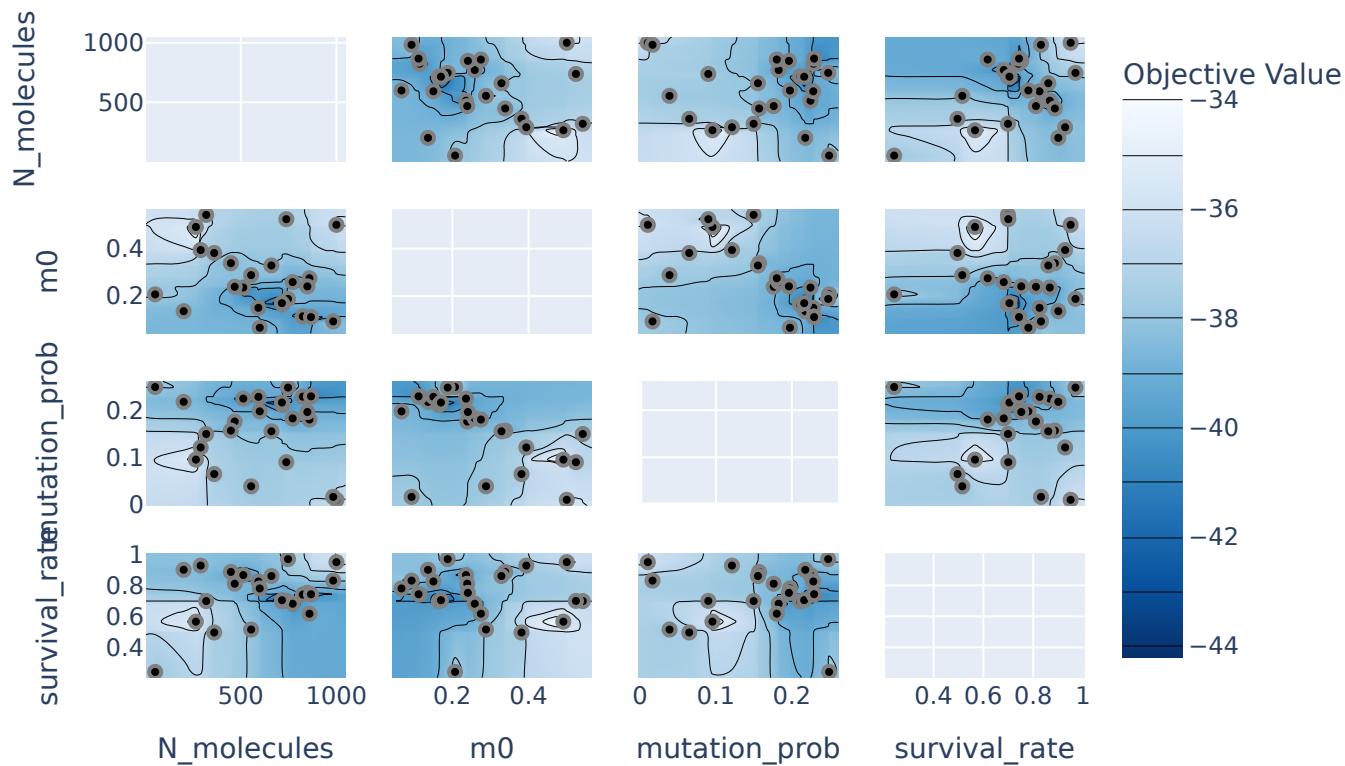 Objective Value
−34
−36
−38
−40
−42
−44
N_molecules
1000
500
m0
0.4
0.2
mutation_prob
0.2
0.1
0
survival_rate
1
0.8
0.6
0.4
500 1000
0.2 0.4
0 0.1 0.2
0.4 0.6 0.8 1
N_molecules m0 mutation_prob survival_rate